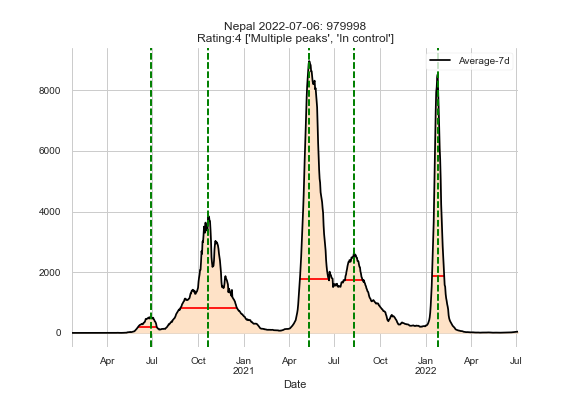 Nepal 2022-07-06: 979998
Rating:4 ['Multiple peaks', 'In control']
Average-7d
8000
6000
4000
2000
0
Apr Jul Oct Jan Apr Jul Oct Jan Apr Jul
2021 2022
Date